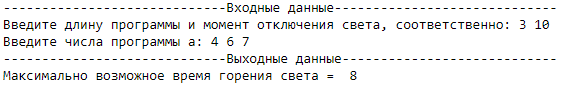 ----------------------------Входные данные----------------------------
Введите длину программы и момент отключения света, соответственно: 3 10
Введите числа программы a: 4 6 7
----------------------------Выходные данные---------------------------
Максимально возможное время горения света =  8